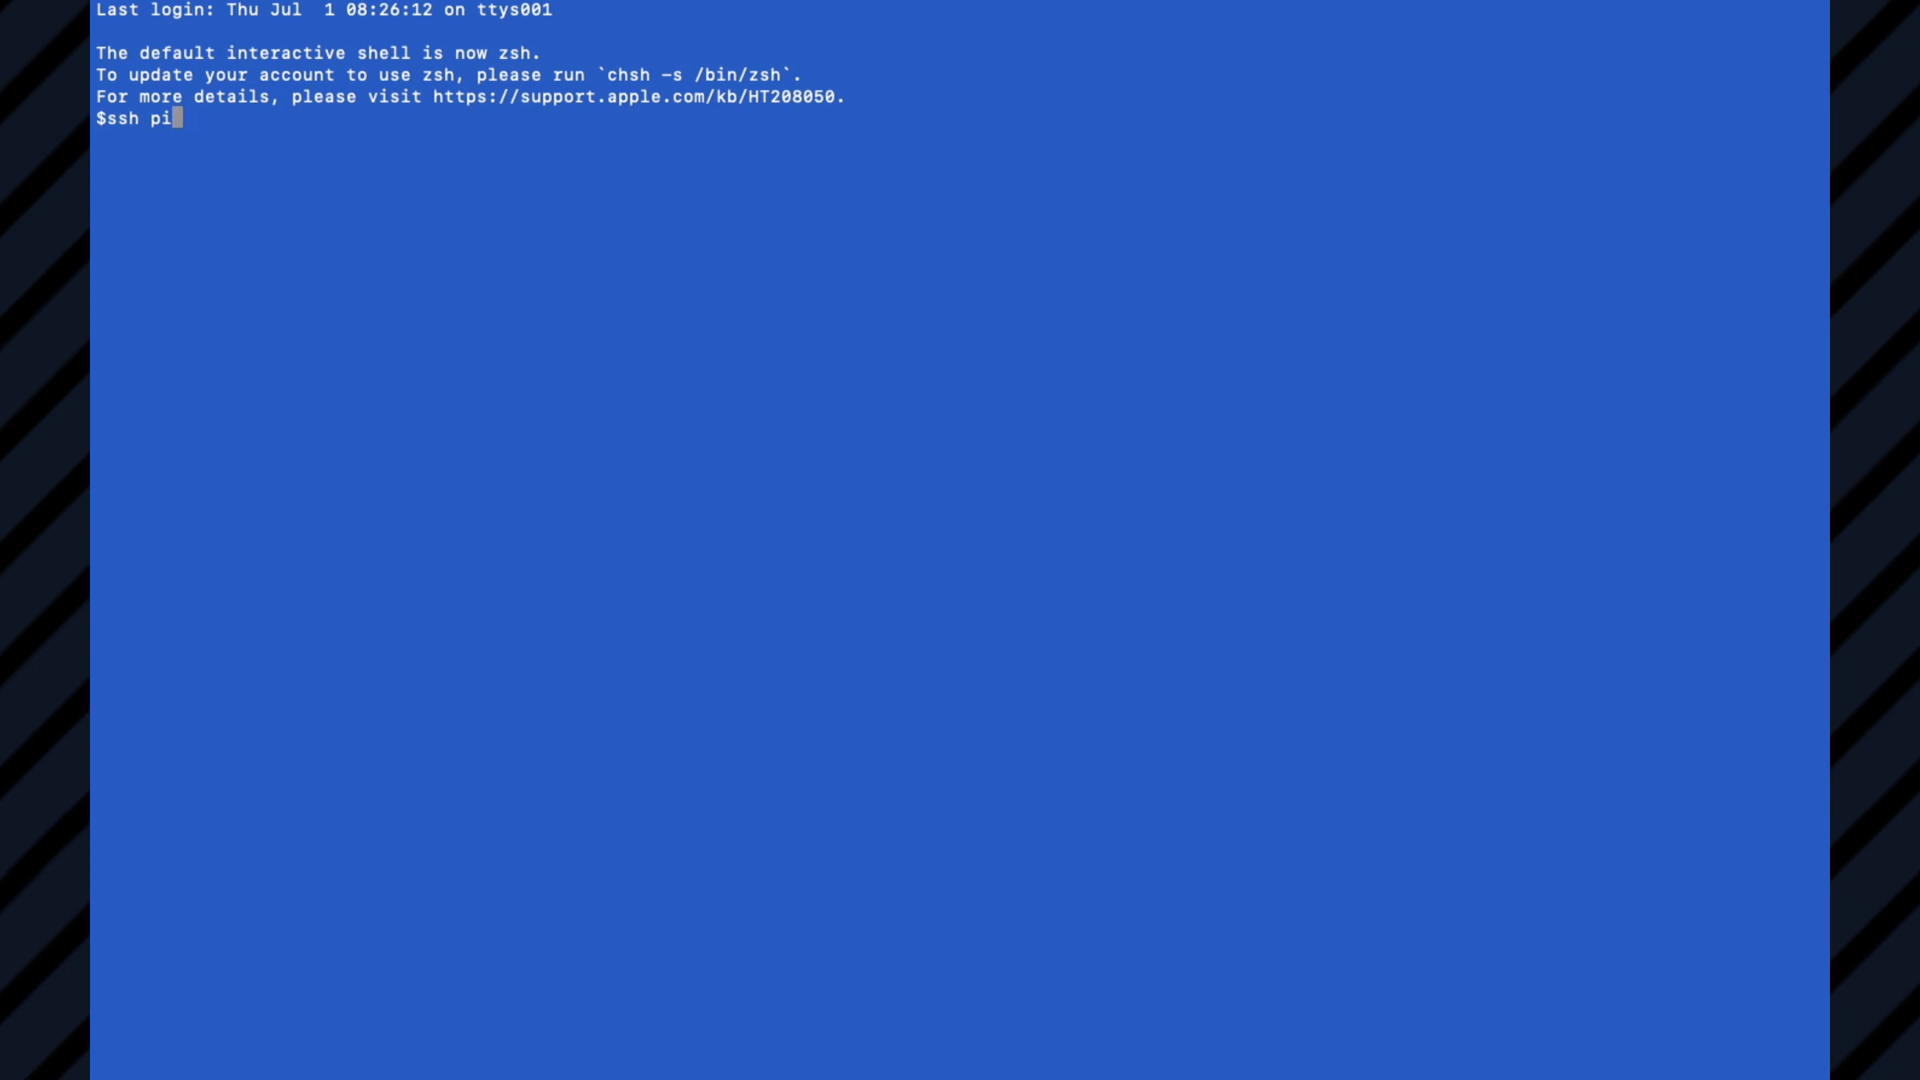 Last login: Thu Jul  1 08:26:12 on ttys001
The default interactive shell is now zsh.
To update your account to use zsh, please run `chsh -s /bin/zsh`.
For more details, please visit https://support.apple.com/kb/HT208050.
$ssh pi